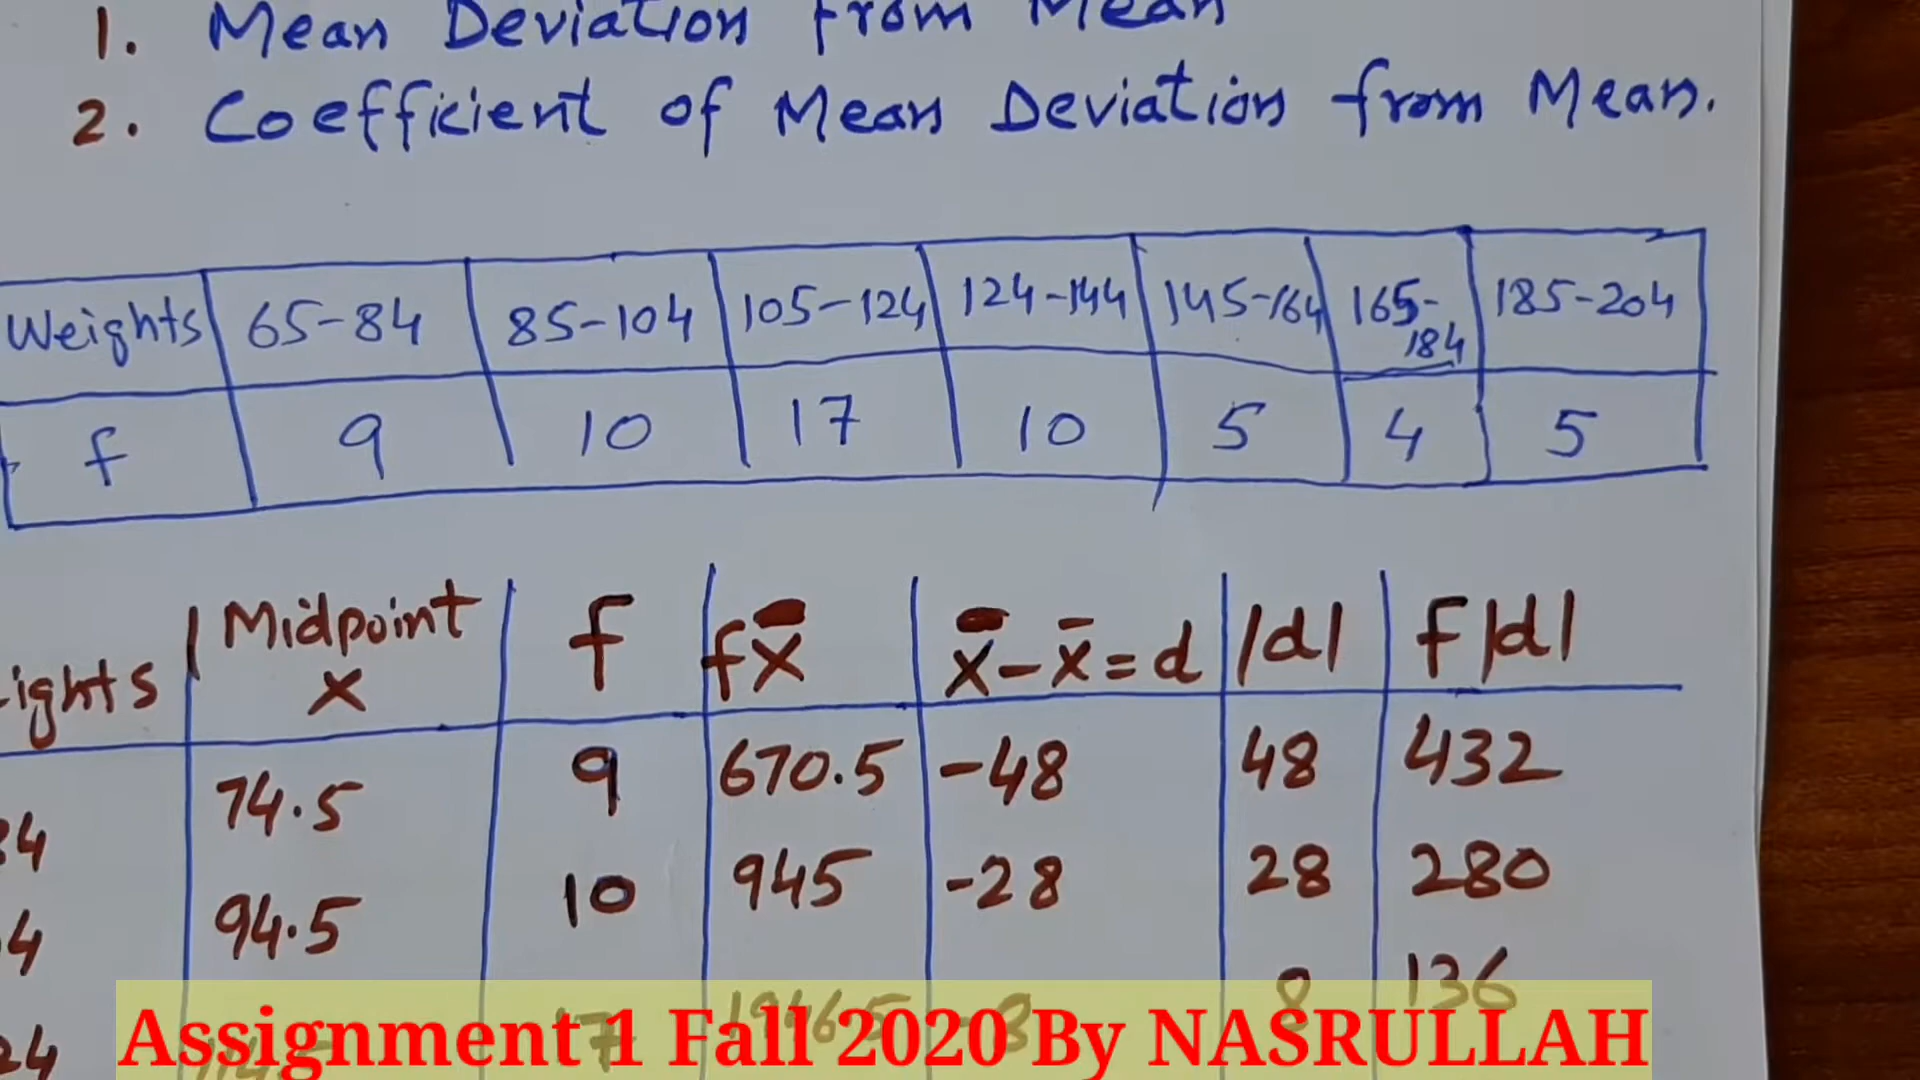 1. Mean Deviation from Mean
2. Coefficient of Mean Deviation from Mean.
Weights 65-84 85-104 105-124 124-144 145-164 165-184 185-204
f 9 10 17 10 5 4 5
Midpoint x f fx x-x̄=d |d| f|d|
74.5 9 670.5 -48 48 432
94.5 10 945 -28 28 280
8 136
Assignment 1 Fall 2020 By NASRULLAH